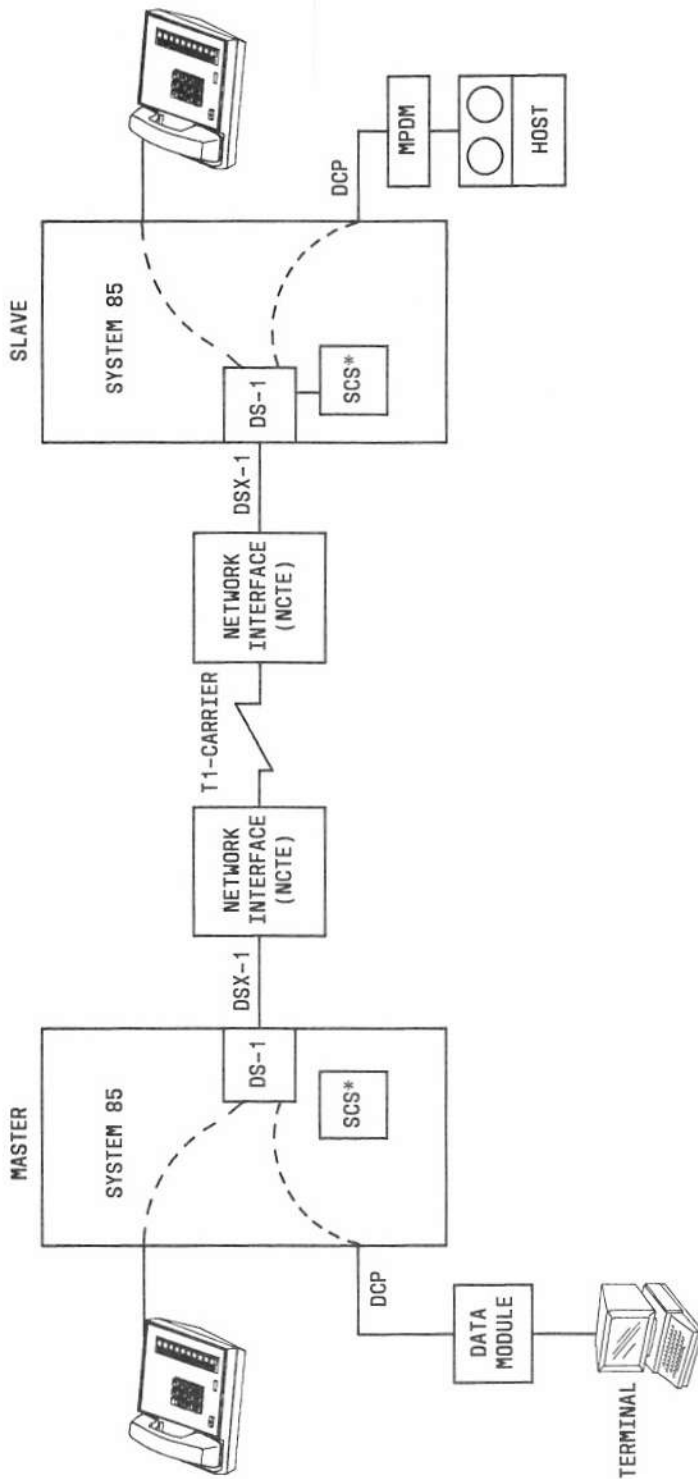 MASTER
SYSTEM 85
DS-1
SCS*
DCP
DATA
MODULE
TERMINAL
DSX-1
NETWORK
INTERFACE
(NCTE)
T1-CARRIER
NETWORK
INTERFACE
(NCTE)
DSX-1
SLAVE
SYSTEM 85
DS-1
SCS*
DCP
MPDM
HOST